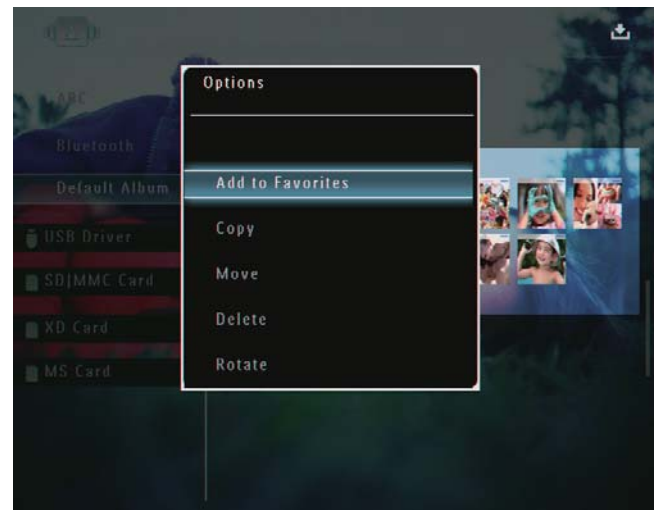 Options
Add to Favorites
Copy
Move
Delete
Rotate
ABC
Bluetooth
Default Album
USB Driver
SD|MMC Card
XD Card
MS Card